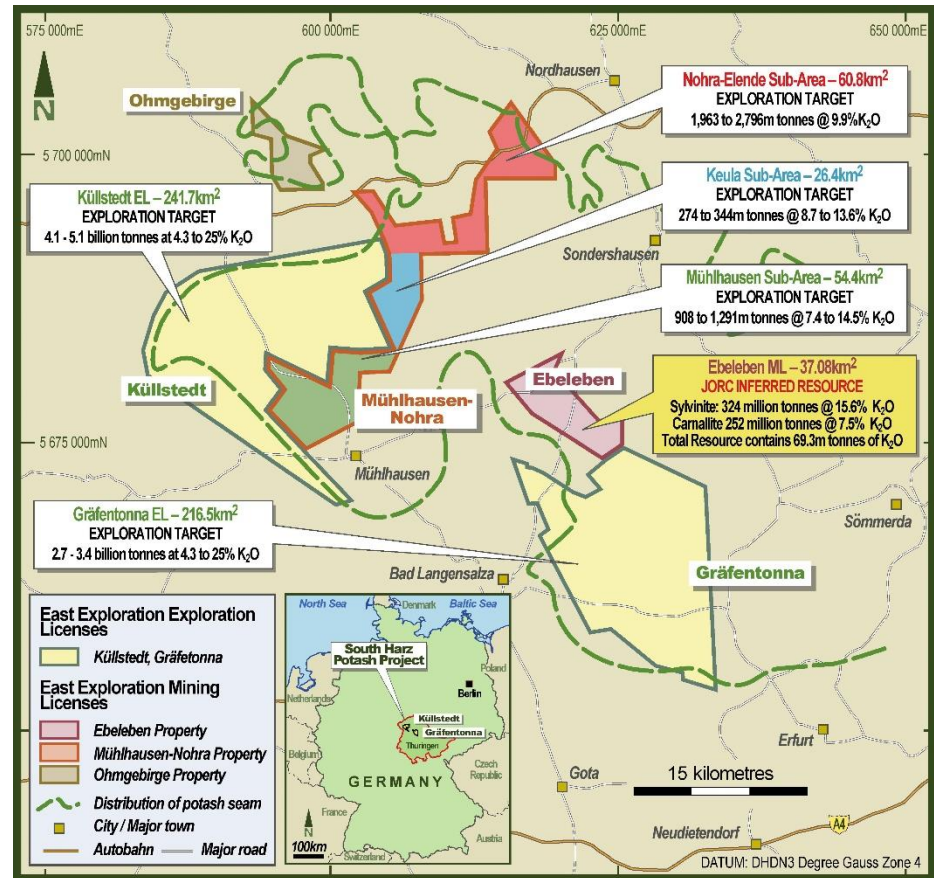 575 000mE
600 000mE
625 000mE
650 000mE
N
Nordhausen
Ohmgebirge
Nohra-Elende Sub-Area – 60.8km²
EXPLORATION TARGET
1,963 to 2,796m tonnes @ 9.9%K₂O
5 700 000mN
Küllstedt EL – 241.7km²
EXPLORATION TARGET
4.1 - 5.1 billion tonnes at 4.3 to 25% K₂O
Keula Sub-Area – 26.4km²
EXPLORATION TARGET
274 to 344m tonnes @ 8.7 to 13.6% K₂O
Sondershausen
Mühlhausen Sub-Area – 54.4km²
EXPLORATION TARGET
908 to 1,291m tonnes @ 7.4 to 14.5% K₂O
Küllstedt
Mühlhausen-
Nohra
Ebeleben
Ebeleben ML – 37.08km²
JORC INFERRED RESOURCE
Sylvinite: 324 million tonnes @ 15.6% K₂O
Carnallite 252 million tonnes @ 7.5% K₂O
Total Resource contains 69.3m tonnes of K₂O
5 675 000mN
Mühlhausen
Gräfentonna EL – 216.5km²
EXPLORATION TARGET
2.7 - 3.4 billion tonnes at 4.3 to 25% K₂O
Sömmerda
Bad Langensalza
Gräfentonna
East Exploration Exploration
Licenses
Küllstedt, Gräfetonna
East Exploration Mining
Licenses
Ebeleben Property
Mühlhausen-Nohra Property
Ohmgebirge Property
Distribution of potash seam
City / Major town
Autobahn
Major road
North Sea
Denmark
Baltic Sea
South Harz
Potash Project
Poland
Berlin
Netherlands
Küllstedt
Gräfentonna
Thuringen
Belgium
GERMANY
Czech
Republic
France
N
100km
Austria
Switzerland
Erfurt
Gota
15 kilometres
A4
Neudietendorf
DATUM: DHDN3 Degree Gauss Zone 4